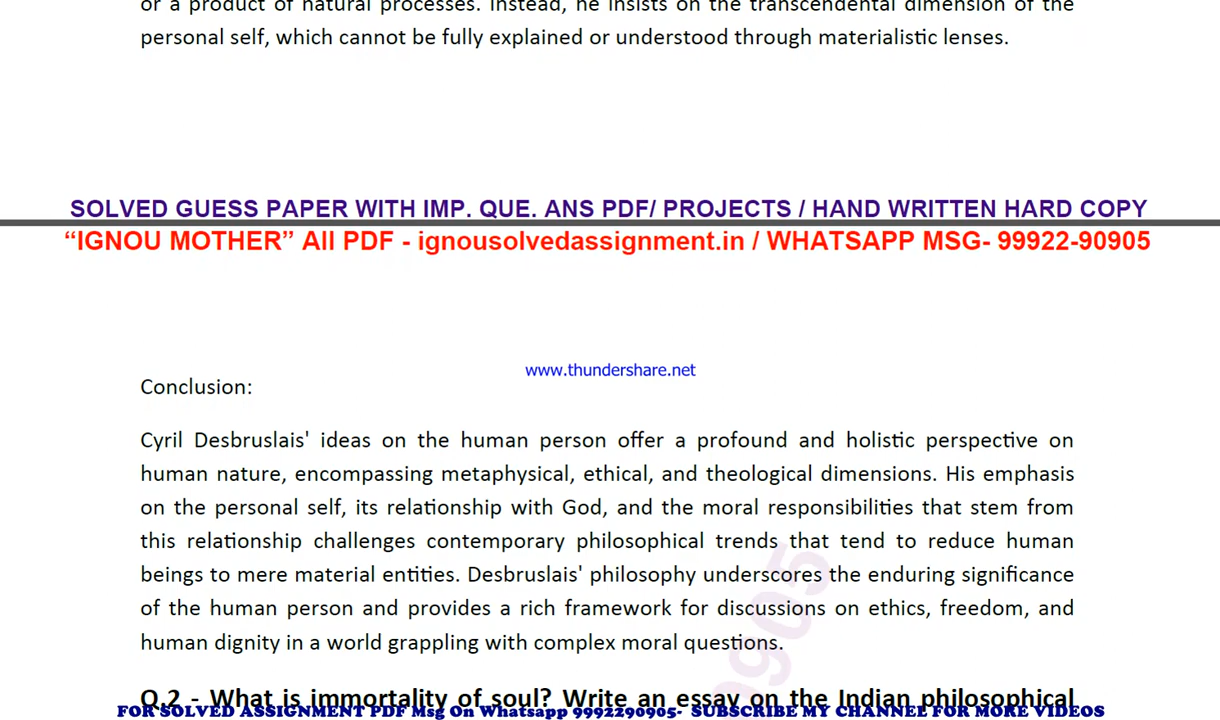 or a product of natural processes. Instead, he insists on the transcendental dimension of the
personal self, which cannot be fully explained or understood through materialistic lenses.
SOLVED GUESS PAPER WITH IMP. QUE. ANS PDF/ PROJECTS / HAND WRITTEN HARD COPY
“IGNOU MOTHER” All PDF - ignousolvedassignment.in / WHATSAPP MSG- 99922-90905
www.thundershare.net
Conclusion:
Cyril Desbruslais' ideas on the human person offer a profound and holistic perspective on
human nature, encompassing metaphysical, ethical, and theological dimensions. His emphasis
on the personal self, its relationship with God, and the moral responsibilities that stem from
this relationship challenges contemporary philosophical trends that tend to reduce human
beings to mere material entities. Desbruslais' philosophy underscores the enduring significance
of the human person and provides a rich framework for discussions on ethics, freedom, and
human dignity in a world grappling with complex moral questions.
0905
Q.2 - What is immortality of soul? Write an essay on the Indian philosophical
FOR SOLVED ASSIGNMENT PDF Msg On Whatsapp 9992290905- SUBSCRIBE MY CHANNEL FOR MORE VIDEOS